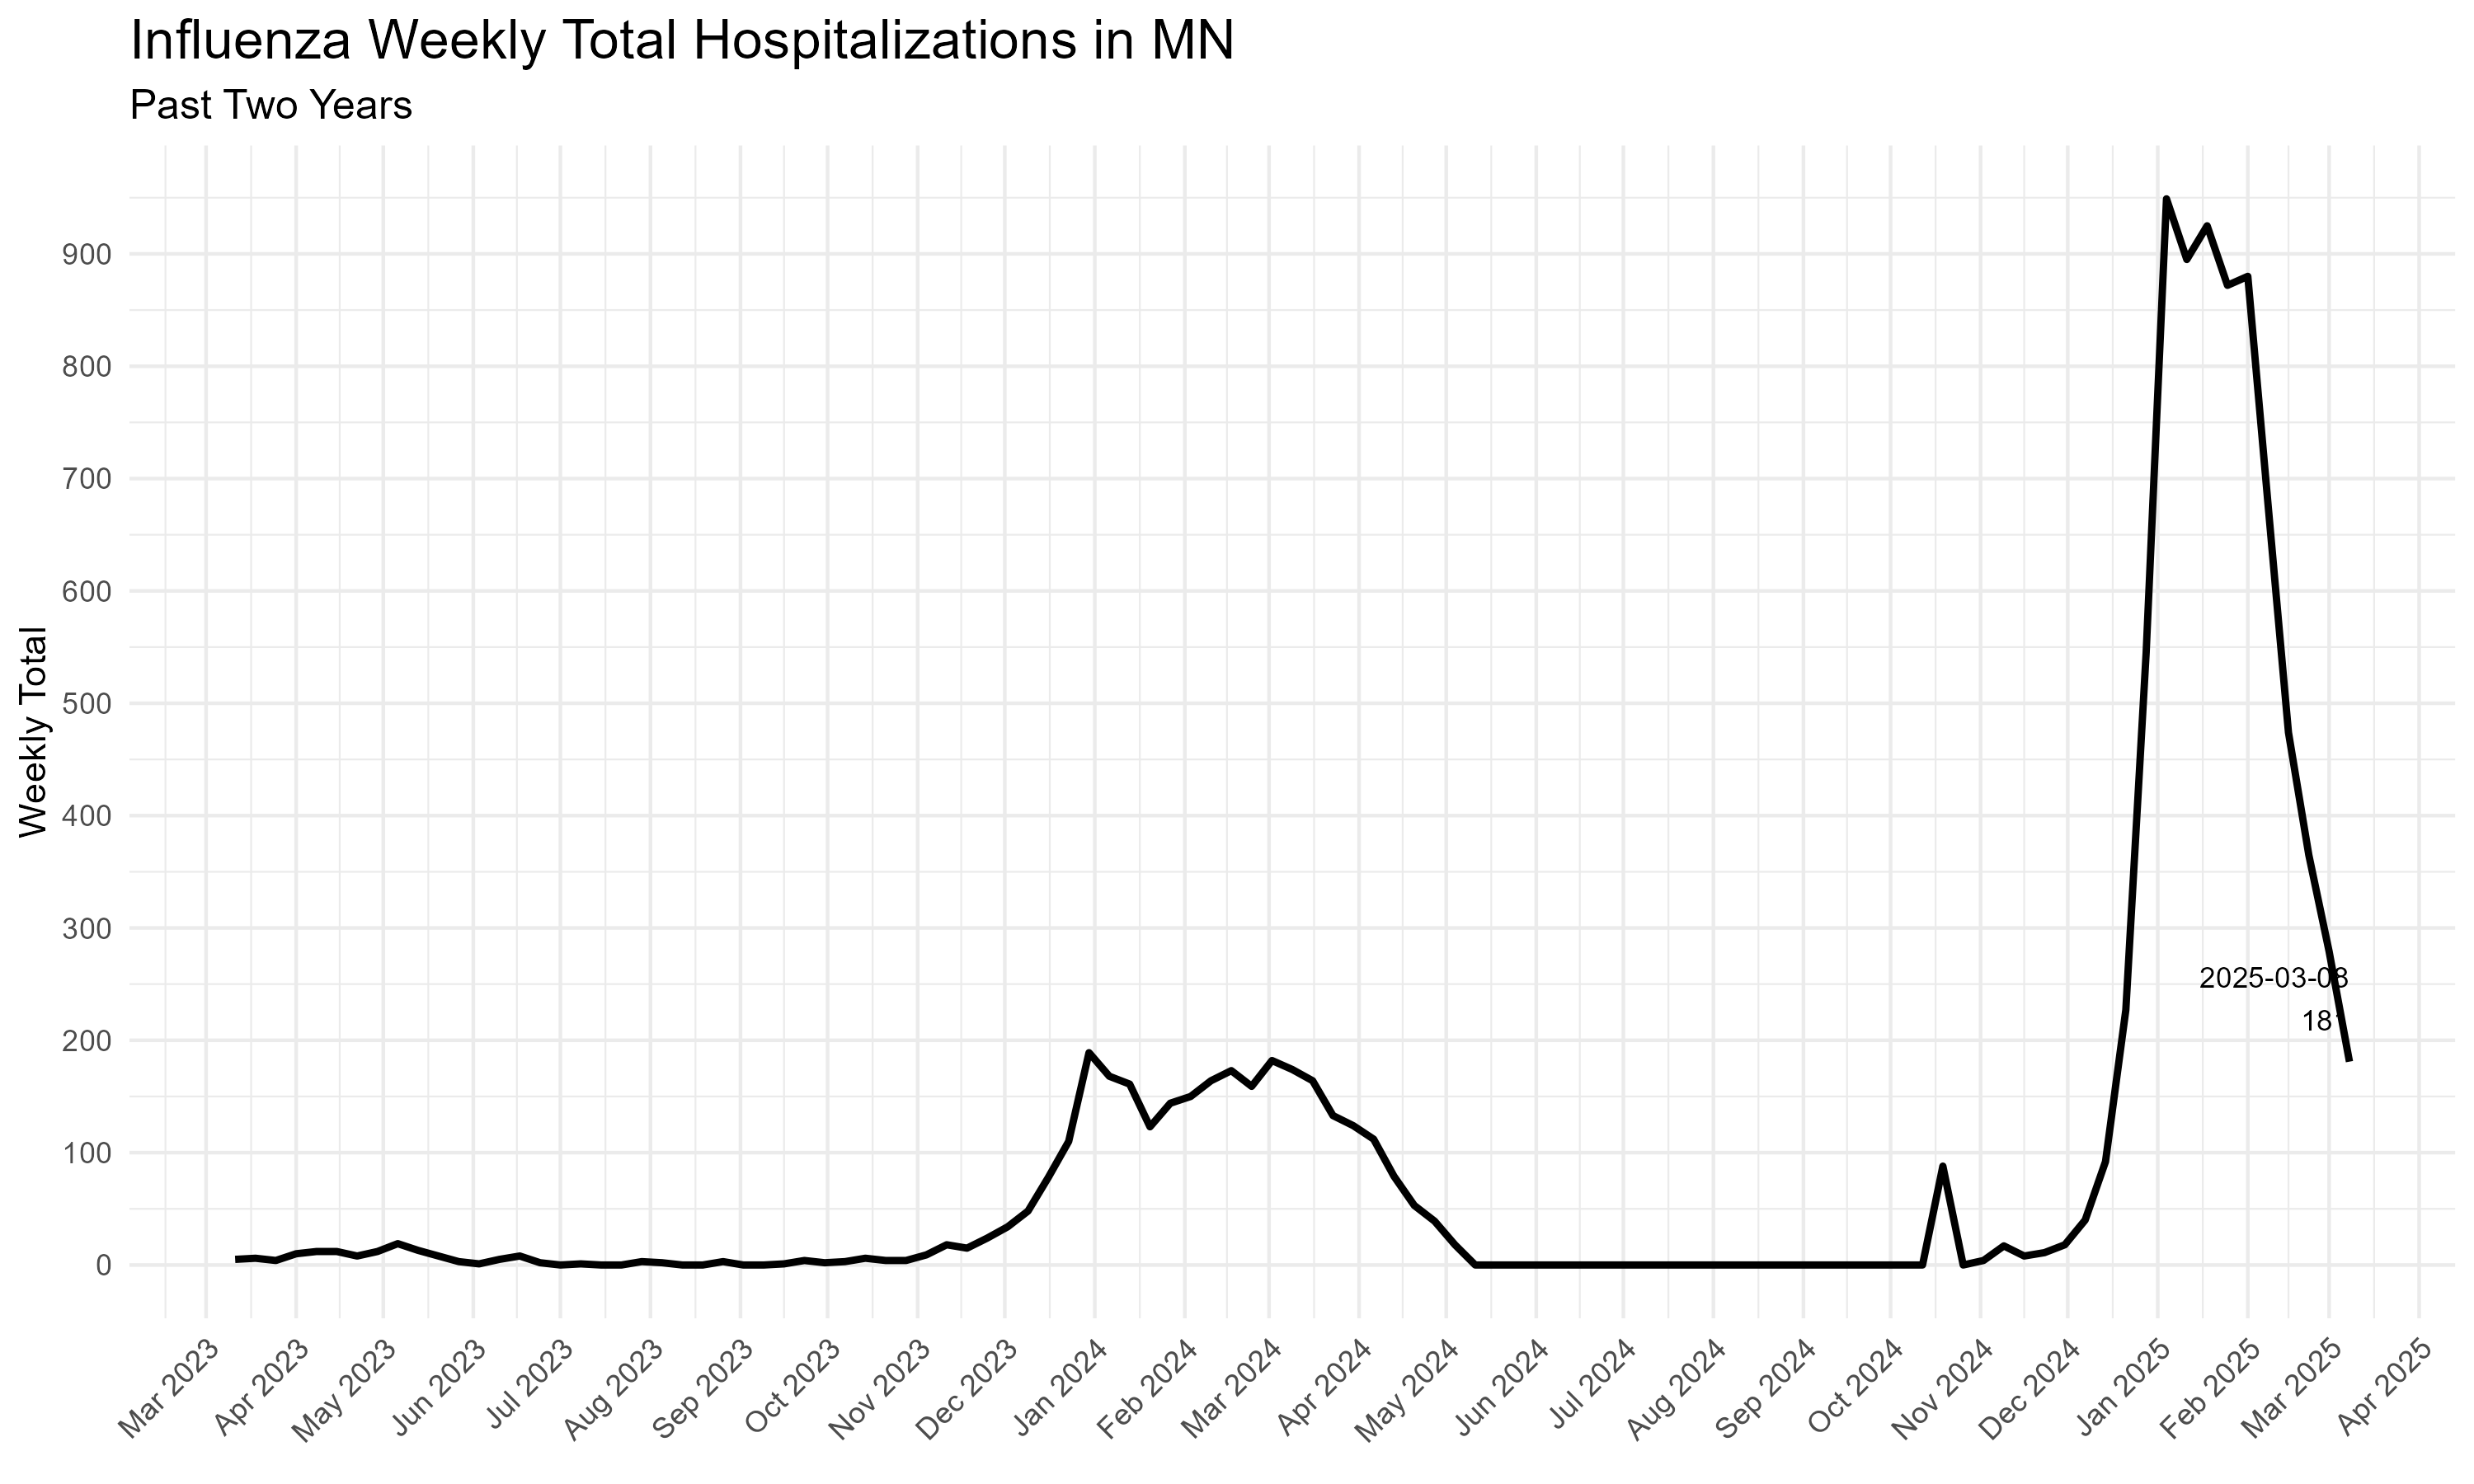 Influenza Weekly Total Hospitalizations in MN
Past Two Years
Weekly Total
900
800
700
600
500
400
300
200
100
0
2025-03-08
Mar 2023
Apr 2023
May 2023
Jun 2023
Jul 2023
Aug 2023
Sep 2023
Oct 2023
Nov 2023
Dec 2023
Jan 2024
Feb 2024
Mar 2024
Apr 2024
May 2024
Jun 2024
Jul 2024
Aug 2024
Sep 2024
Oct 2024
Nov 2024
Dec 2024
Jan 2025
Feb 2025
Mar 2025
Apr 2025